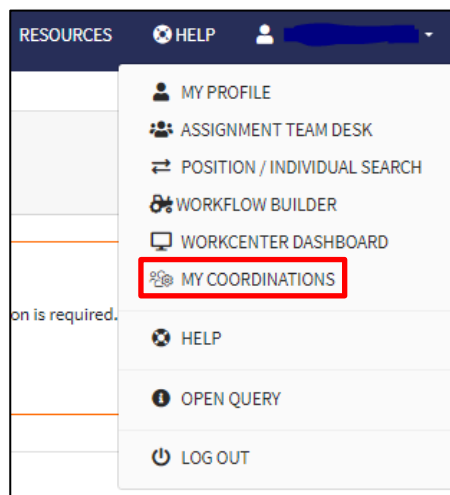 RESOURCES HELP
MY PROFILE
ASSIGNMENT TEAM DESK
POSITION / INDIVIDUAL SEARCH
WORKFLOW BUILDER
WORKCENTER DASHBOARD
MY COORDINATIONS
on is required.
HELP
OPEN QUERY
LOG OUT